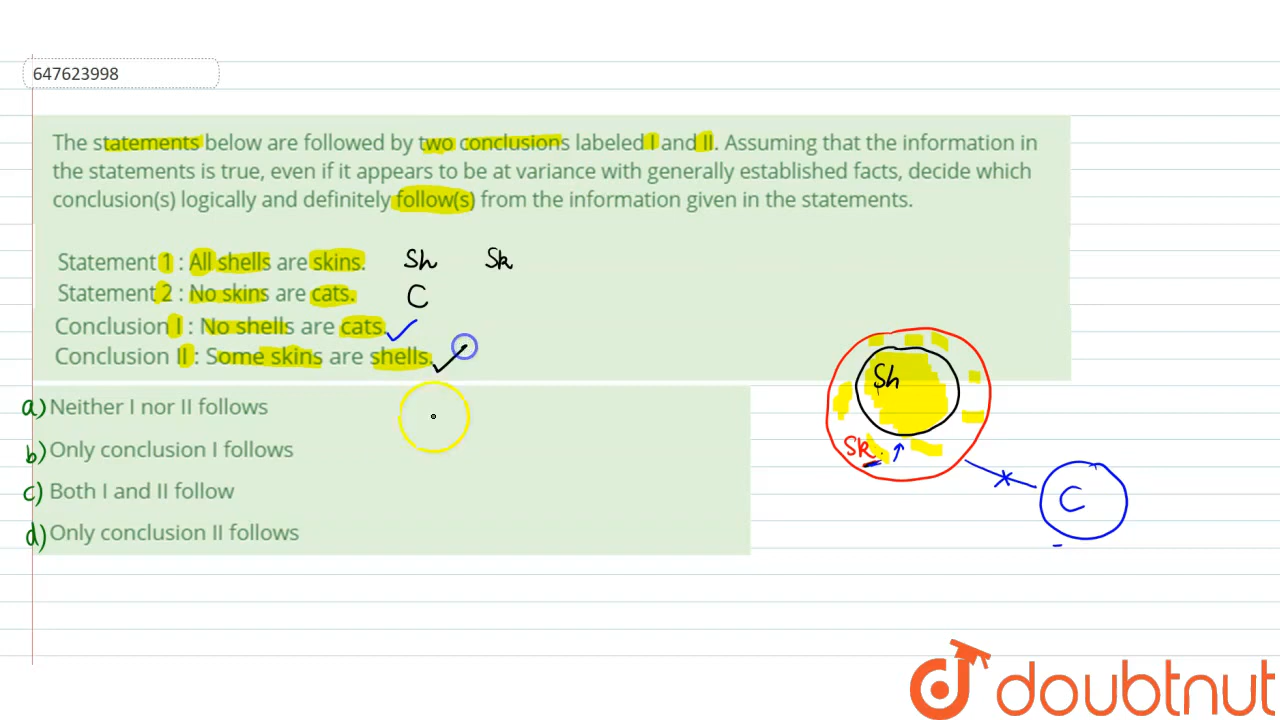 647623998
The statements below are followed by two conclusions labeled I and II. Assuming that the information in
the statements is true, even if it appears to be at variance with generally established facts, decide which
conclusion(s) logically and definitely follow(s) from the information given in the statements.
Statement 1 : All shells are skins. Sh Sk
Statement 2 : No skins are cats. C
Conclusion I : No shells are cats.
Conclusion II : Some skins are shells.
Sh
Sk
C
a) Neither I nor II follows
b) Only conclusion I follows
c) Both I and II follow
d) Only conclusion II follows
doubtnut